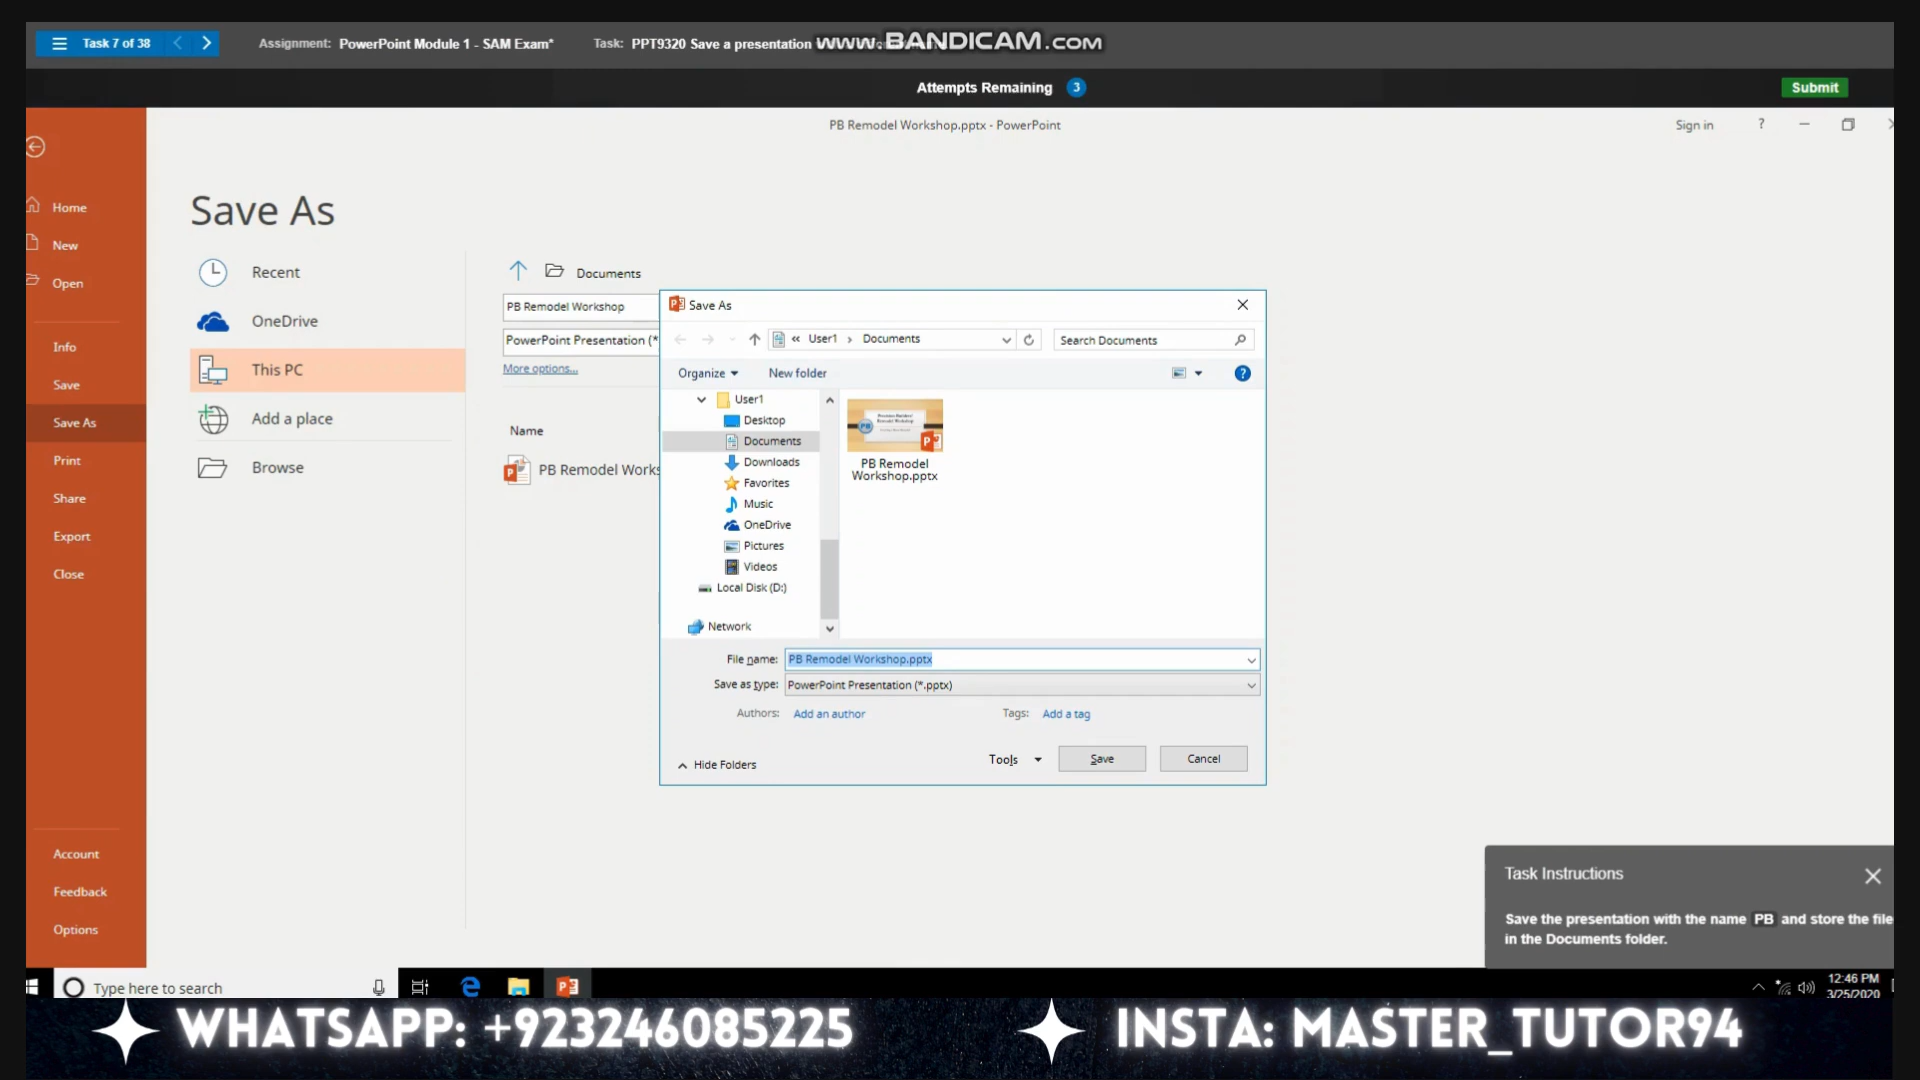 Task 7 of 38
Assignment: PowerPoint Module 1 - SAM Exam*
Task: PPT9320 Save a presentation
www.BANDICAM.com
Attempts Remaining 3
Submit
PB Remodel Workshop.pptx - PowerPoint
Sign in
?
Home
New
Open
Info
Save
Save As
Print
Share
Export
Close
Account
Feedback
Options
Save As
Recent
OneDrive
This PC
Add a place
Browse
Documents
PB Remodel Workshop
PowerPoint Presentation (*
More options...
Name
PB Remodel Works
Save As
« User1 › Documents
Search Documents
Organize
New folder
User1
Desktop
Documents
Downloads
Favorites
Music
OneDrive
Pictures
Videos
Local Disk (D:)
Network
PB Remodel
Workshop.pptx
File name: PB Remodel Workshop.pptx
Save as type: PowerPoint Presentation (*.pptx)
Authors: Add an author
Tags: Add a tag
Hide Folders
Tools
Save
Cancel
Task Instructions
Save the presentation with the name PB and store the file
in the Documents folder.
Type here to search
12:46 PM
3/25/2020
WHATSAPP: +923246085225
INSTA: MASTER_TUTOR94